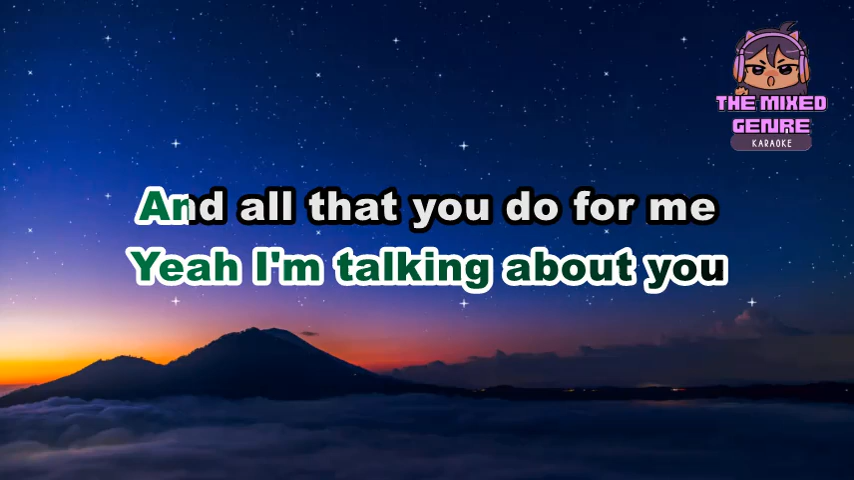 THE MIXED
GENRE
KARAOKE
And all that you do for me
Yeah I'm talking about you